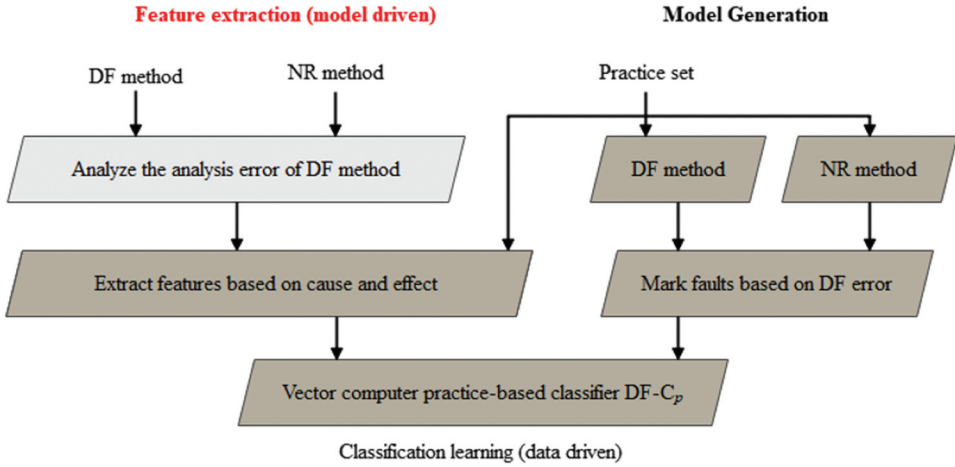 Feature extraction (model driven)
Model Generation
DF method
NR method
Practice set
Analyze the analysis error of DF method
DF method
NR method
Extract features based on cause and effect
Mark faults based on DF error
Vector computer practice-based classifier DF-Cp
Classification learning (data driven)